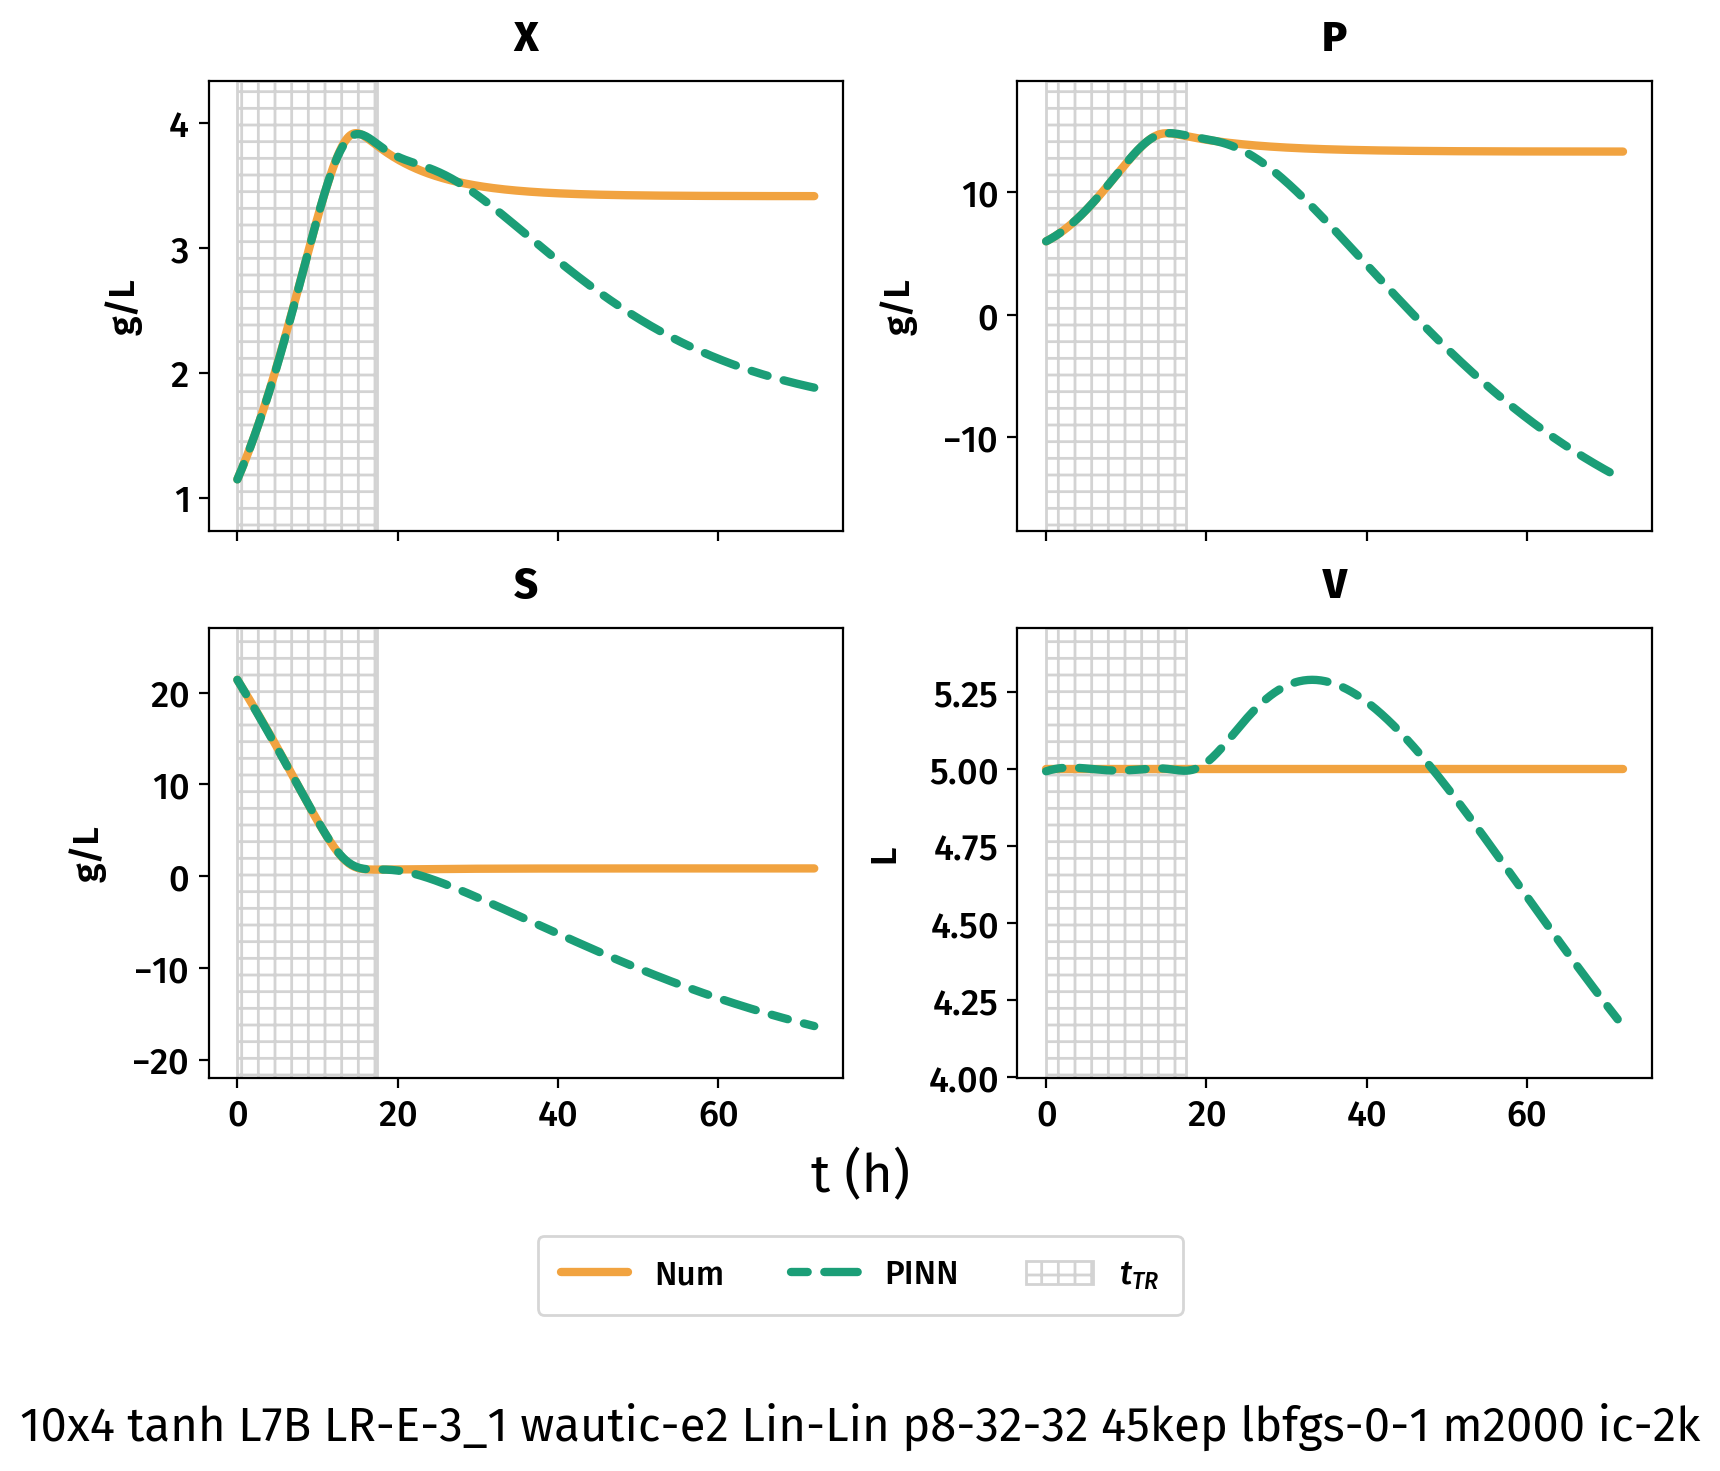 X
P
4
3
2
1
g/L
10
0
−10
g/L
S
V
20
10
0
−10
−20
g/L
5.25
5.00
4.75
4.50
4.25
4.00
L
0 20 40 60
0 20 40 60
t (h)
Num PINN tTR
10x4 tanh L7B LR-E-3_1 wautic-e2 Lin-Lin p8-32-32 45kep lbfgs-0-1 m2000 ic-2k